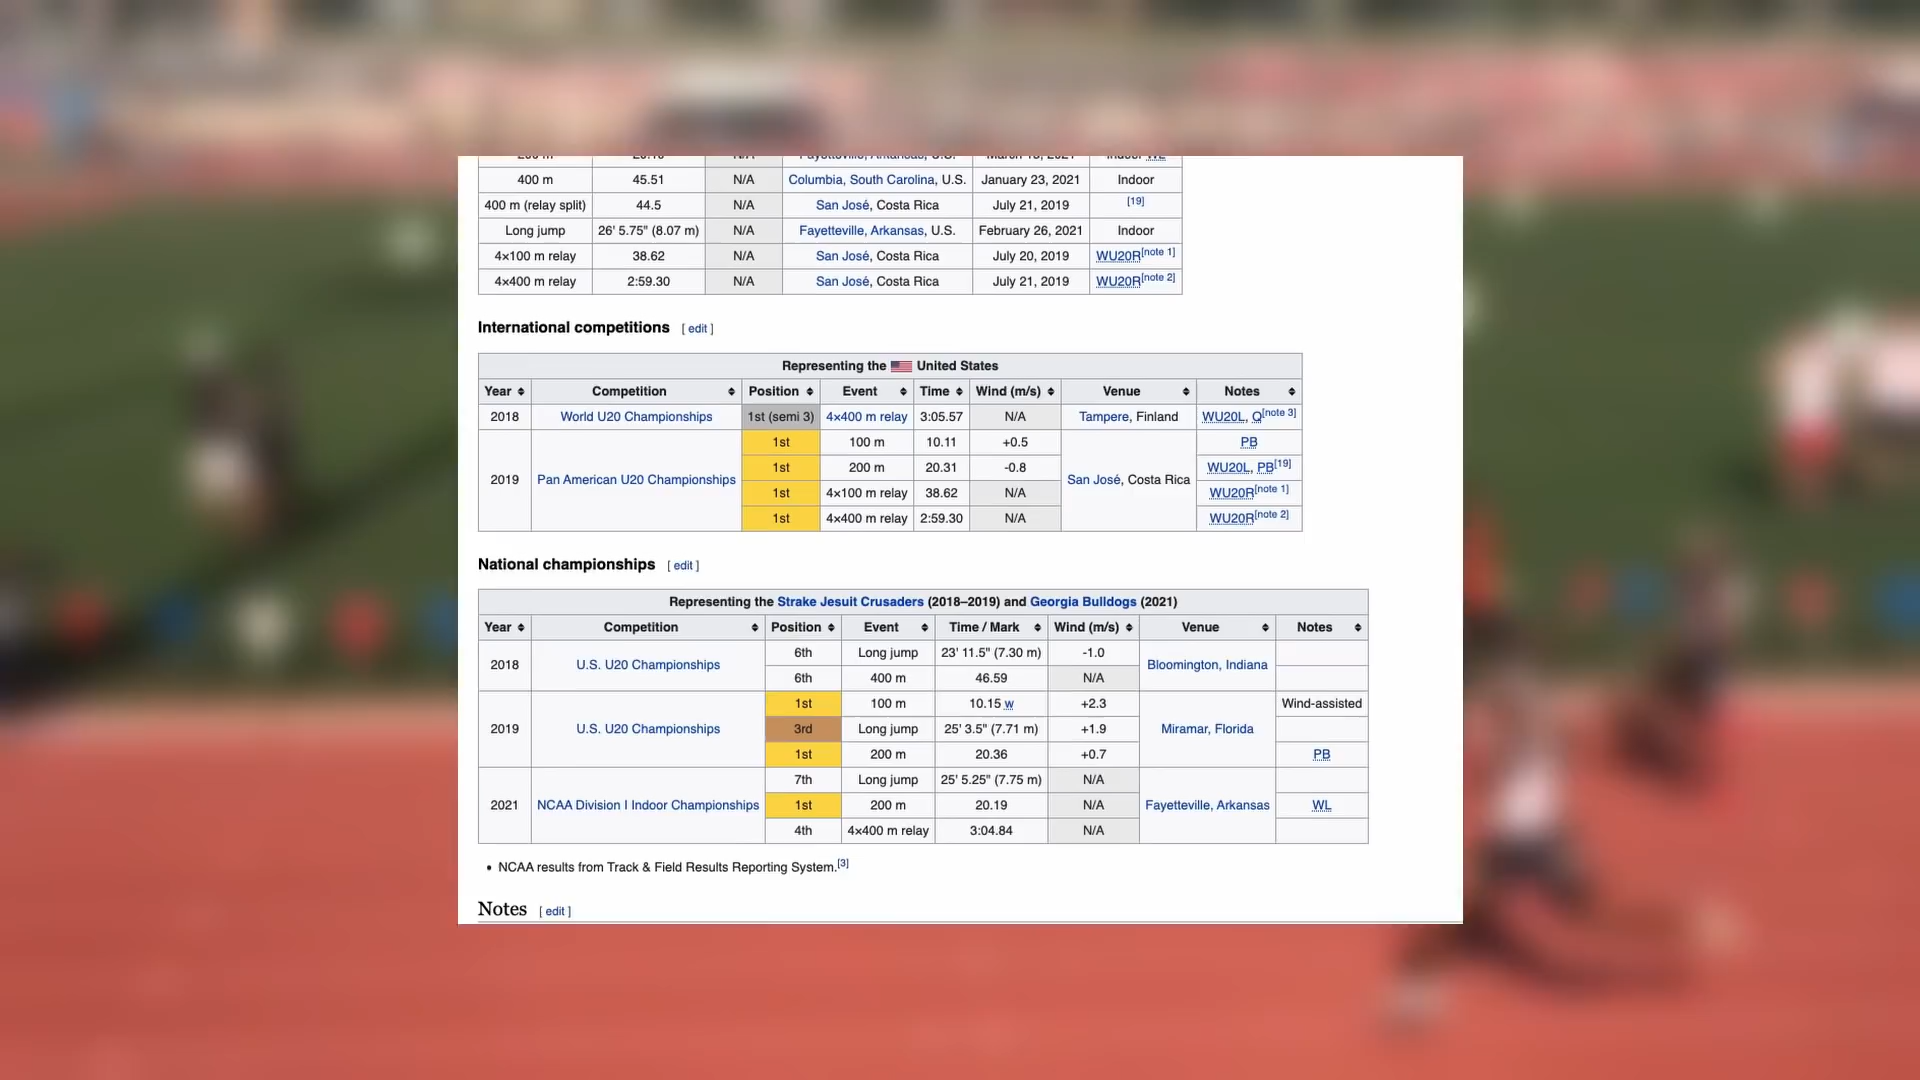 400 m 45.51 N/A Columbia, South Carolina, U.S. January 23, 2021 Indoor
400 m (relay split) 44.5 N/A San José, Costa Rica July 21, 2019 [19]
Long jump 26' 5.75" (8.07 m) N/A Fayetteville, Arkansas, U.S. February 26, 2021 Indoor
4×100 m relay 38.62 N/A San José, Costa Rica July 20, 2019 WU20R[note 1]
4×400 m relay 2:59.30 N/A San José, Costa Rica July 21, 2019 WU20R[note 2]
International competitions [ edit ]
Representing the United States
Year Competition Position Event Time Wind (m/s) Venue Notes
2018 World U20 Championships 1st (semi 3) 4×400 m relay 3:05.57 N/A Tampere, Finland WU20L, Q[note 3]
2019 Pan American U20 Championships 1st 100 m 10.11 +0.5 San José, Costa Rica PB
1st 200 m 20.31 -0.8 WU20L, PB[19]
1st 4×100 m relay 38.62 N/A WU20R[note 1]
1st 4×400 m relay 2:59.30 N/A WU20R[note 2]
National championships [ edit ]
Representing the Strake Jesuit Crusaders (2018–2019) and Georgia Bulldogs (2021)
Year Competition Position Event Time / Mark Wind (m/s) Venue Notes
2018 U.S. U20 Championships 6th Long jump 23' 11.5" (7.30 m) -1.0 Bloomington, Indiana
6th 400 m 46.59 N/A
2019 U.S. U20 Championships 1st 100 m 10.15 w +2.3 Miramar, Florida Wind-assisted
3rd Long jump 25' 3.5" (7.71 m) +1.9
1st 200 m 20.36 +0.7 PB
2021 NCAA Division I Indoor Championships 7th Long jump 25' 5.25" (7.75 m) N/A Fayetteville, Arkansas
1st 200 m 20.19 N/A WL
4th 4×400 m relay 3:04.84 N/A
• NCAA results from Track & Field Results Reporting System.[3]
Notes [ edit ]